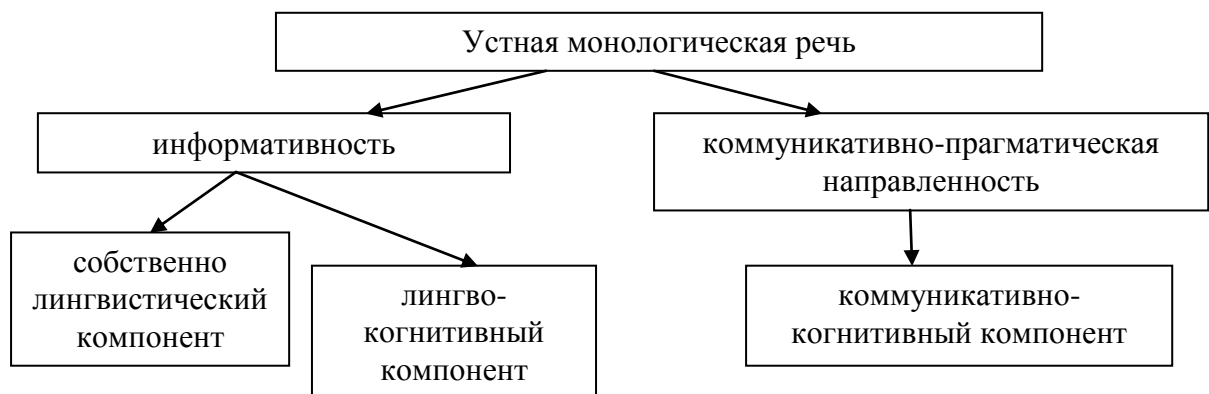 Устная монологическая речь
информативность
коммуникативно-прагматическая
направленность
собственно
лингвистический
компонент
лингво-
когнитивный
компонент
коммуникативно-
когнитивный компонент